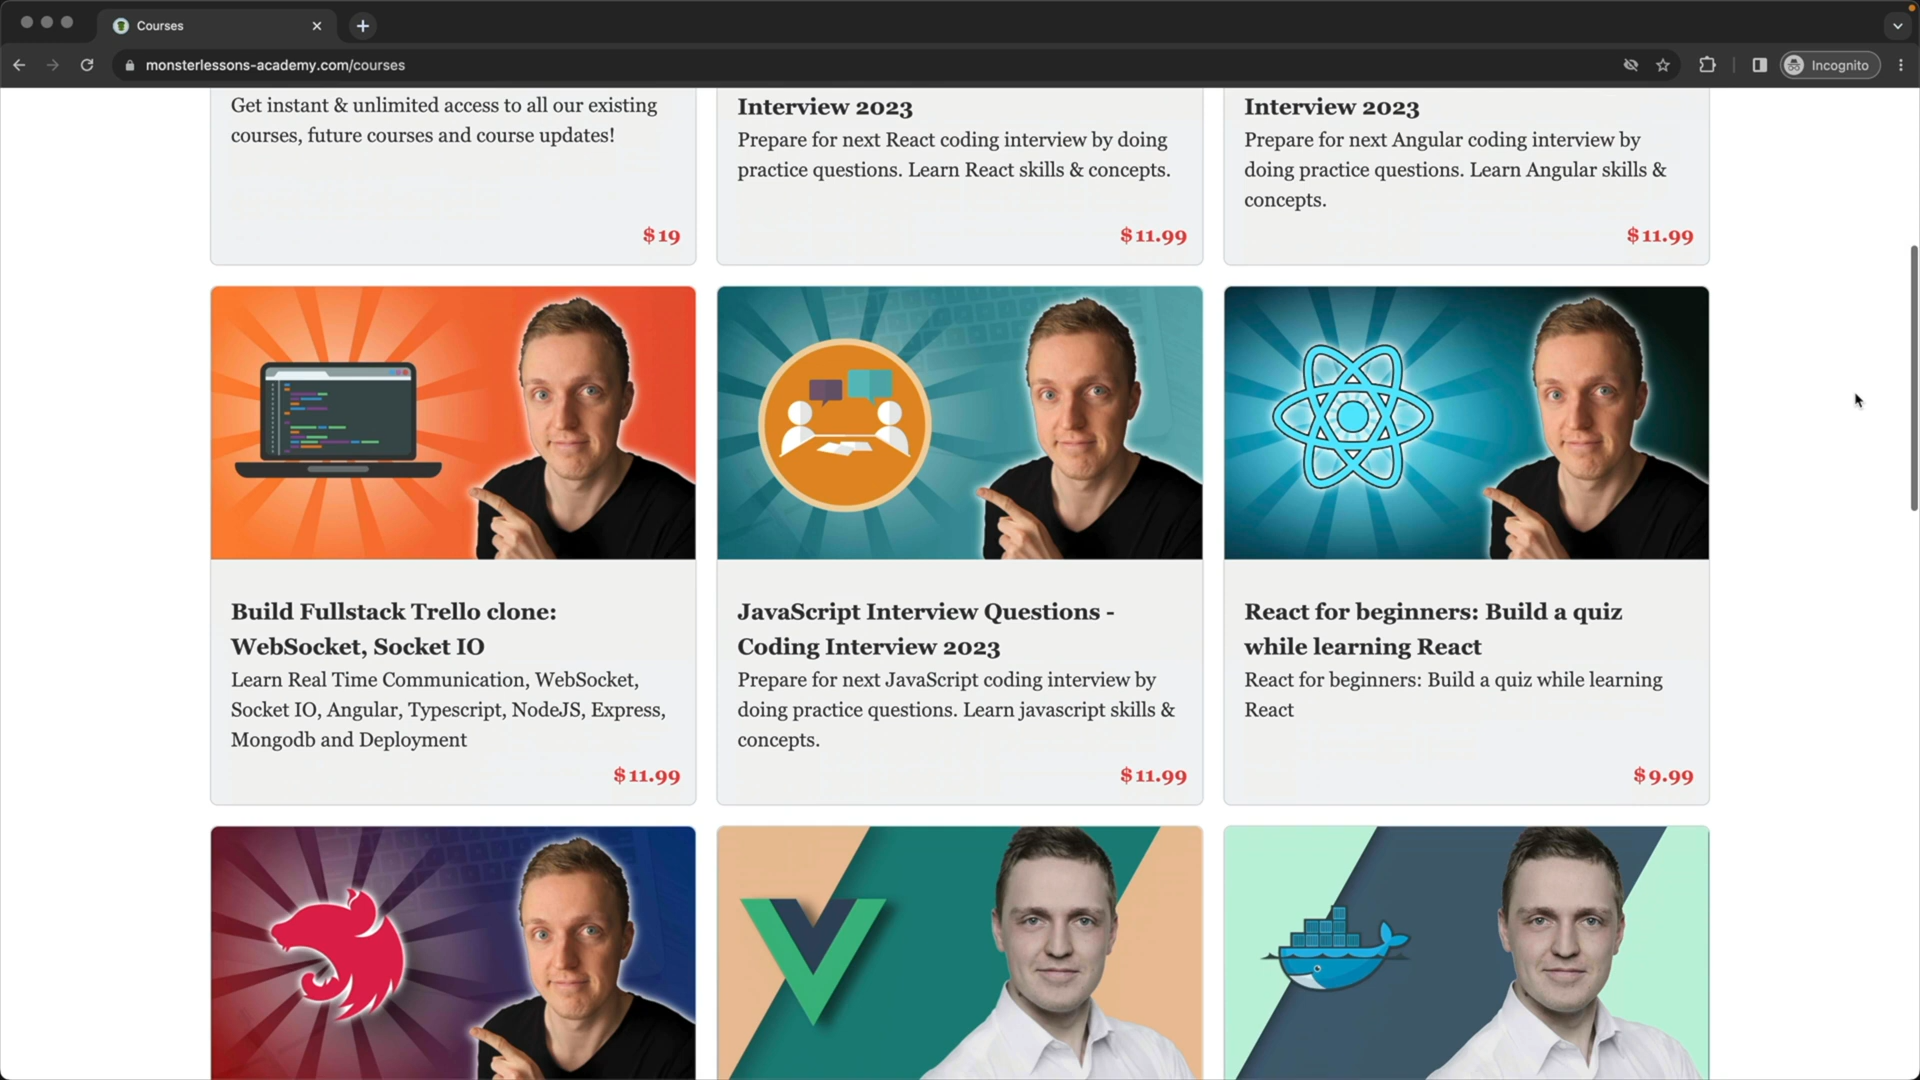 Courses
monsterlessons-academy.com/courses
Incognito
Get instant & unlimited access to all our existing
courses, future courses and course updates!
$19
Interview 2023
Prepare for next React coding interview by doing
practice questions. Learn React skills & concepts.
$11.99
Interview 2023
Prepare for next Angular coding interview by
doing practice questions. Learn Angular skills &
concepts.
$11.99
Build Fullstack Trello clone:
WebSocket, Socket IO
Learn Real Time Communication, WebSocket,
Socket IO, Angular, Typescript, NodeJS, Express,
Mongodb and Deployment
$11.99
JavaScript Interview Questions -
Coding Interview 2023
Prepare for next JavaScript coding interview by
doing practice questions. Learn javascript skills &
concepts.
$11.99
React for beginners: Build a quiz
while learning React
React for beginners: Build a quiz while learning
React
$9.99